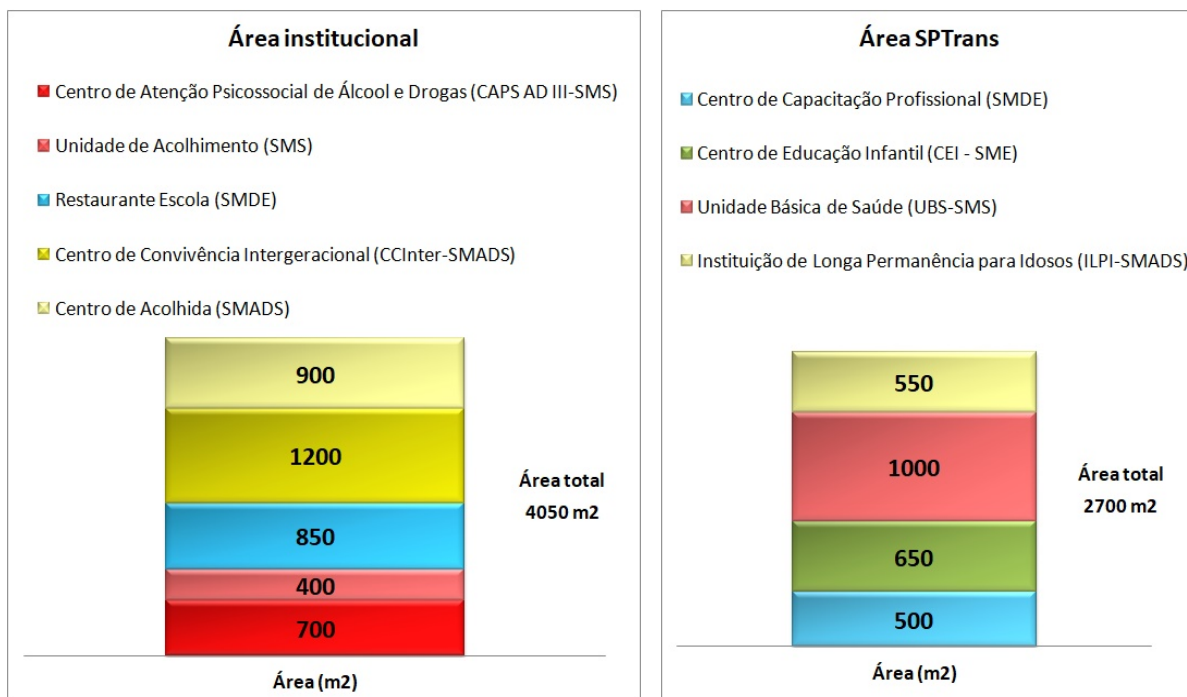 Área institucional
Centro de Atenção Psicossocial de Álcool e Drogas (CAPS AD III-SMS)
Unidade de Acolhimento (SMS)
Restaurante Escola (SMDE)
Centro de Convivência Intergeracional (CCInter-SMADS)
Centro de Acolhida (SMADS)
900
1200
850
400
700
Área total
4050 m2
Área (m2)
Área SPTrans
Centro de Capacitação Profissional (SMDE)
Centro de Educação Infantil (CEI - SME)
Unidade Básica de Saúde (UBS-SMS)
Instituição de Longa Permanência para Idosos (ILPI-SMADS)
550
1000
650
500
Área total
2700 m2
Área (m2)